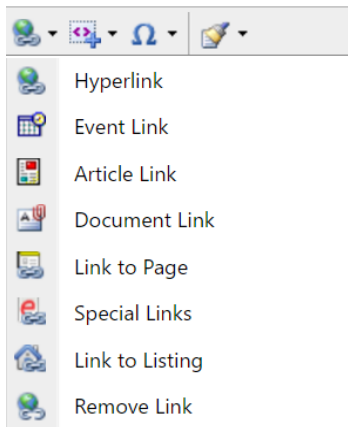 Ω
Hyperlink
Event Link
Article Link
Document Link
Link to Page
Special Links
Link to Listing
Remove Link